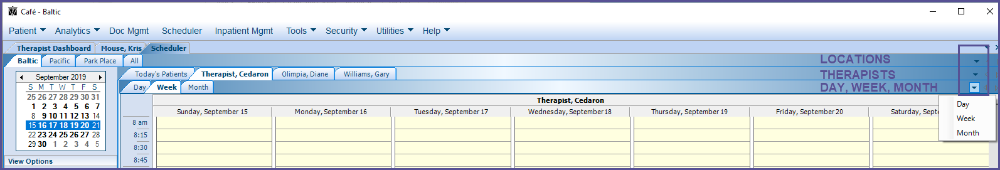 Café - Baltic
Patient Analytics Doc Mgmt Scheduler Inpatient Mgmt Tools Security Utilities Help
Therapist Dashboard Mouse, Kris Scheduler
Baltic Pacific Park Place All LOCATIONS
Today's Patients Therapist, Cedaron Olimpia, Diane Williams, Gary THERAPISTS
Day Week Month DAY, WEEK, MONTH
September 2019
S M T W T F S
25 26 27 28 29 30 31
1 2 3 4 5 6 7
8 9 10 11 12 13 14
15 16 17 18 19 20 21
22 23 24 25 26 27 28
29 30 1 2 3 4 5
View Options
Therapist, Cedaron
Sunday, September 15 Monday, September 16 Tuesday, September 17 Wednesday, September 18 Thursday, September 19 Friday, September 20 Saturday, Sept
8 am
8:15
8:30
8:45
Day
Week
Month